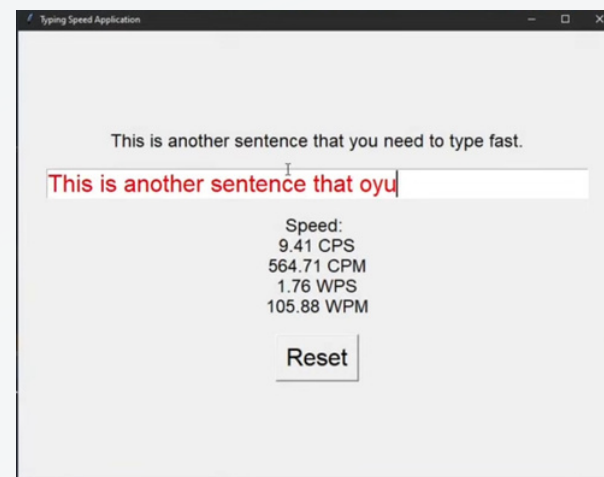 Typing Speed Application
This is another sentence that you need to type fast.
This is another sentence that oyu
Speed:
9.41 CPS
564.71 CPM
1.76 WPS
105.88 WPM
Reset